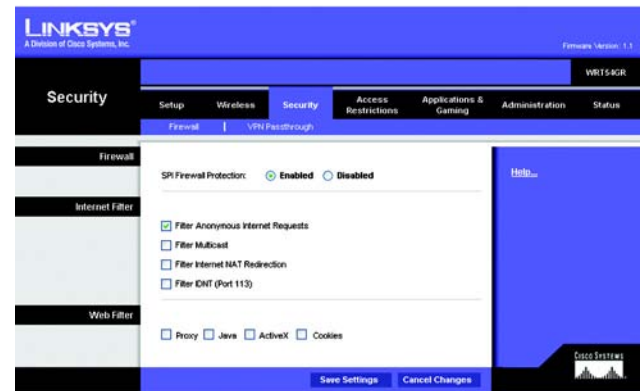 LINKSYS®
A Division of Cisco Systems, Inc.
Firmware Version: 1.1
WRT54GR
Security
Setup Wireless Security Access Restrictions Applications & Gaming Administration Status
Firewall | VPN Passthrough
Firewall
SPI Firewall Protection: Enabled Disabled
Help...
Internet Filter
Filter Anonymous Internet Requests
Filter Multicast
Filter Internet NAT Redirection
Filter IDNT (Port 113)
Web Filter
Proxy Java ActiveX Cookies
Save Settings Cancel Changes
CISCO SYSTEMS